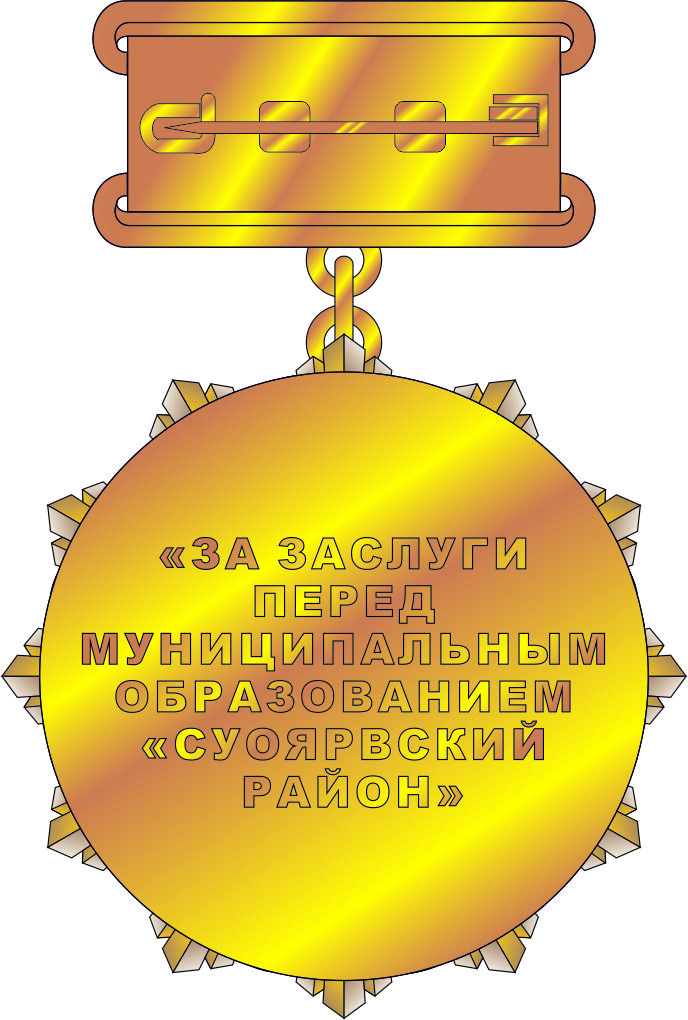 «ЗА ЗАСЛУГИ
ПЕРЕД
МУНИЦИПАЛЬНЫМ
ОБРАЗОВАНИЕМ
«СУОЯРВСКИЙ
РАЙОН»